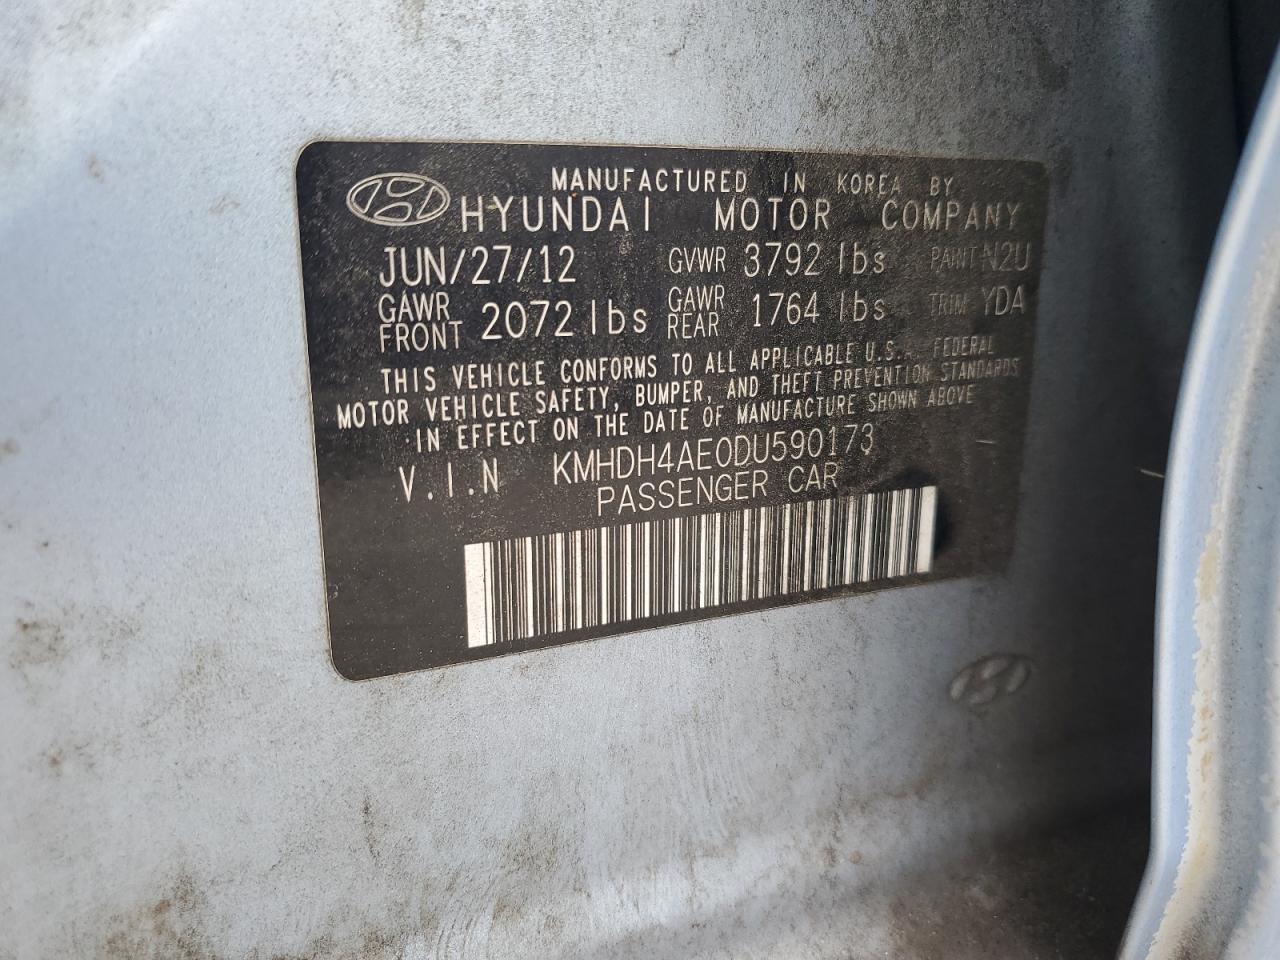 MANUFACTURED IN KOREA BY
HYUNDAI MOTOR COMPANY
JUN/27/12 GVWR 3792 lbs PAINT N2U
GAWR FRONT 2072 lbs GAWR REAR 1764 lbs TRIM YDA
THIS VEHICLE CONFORMS TO ALL APPLICABLE U.S.A. FEDERAL
MOTOR VEHICLE SAFETY, BUMPER, AND THEFT PREVENTION STANDARDS
IN EFFECT ON THE DATE OF MANUFACTURE SHOWN ABOVE
V.I.N KMHDH4AE0DU590173
PASSENGER CAR